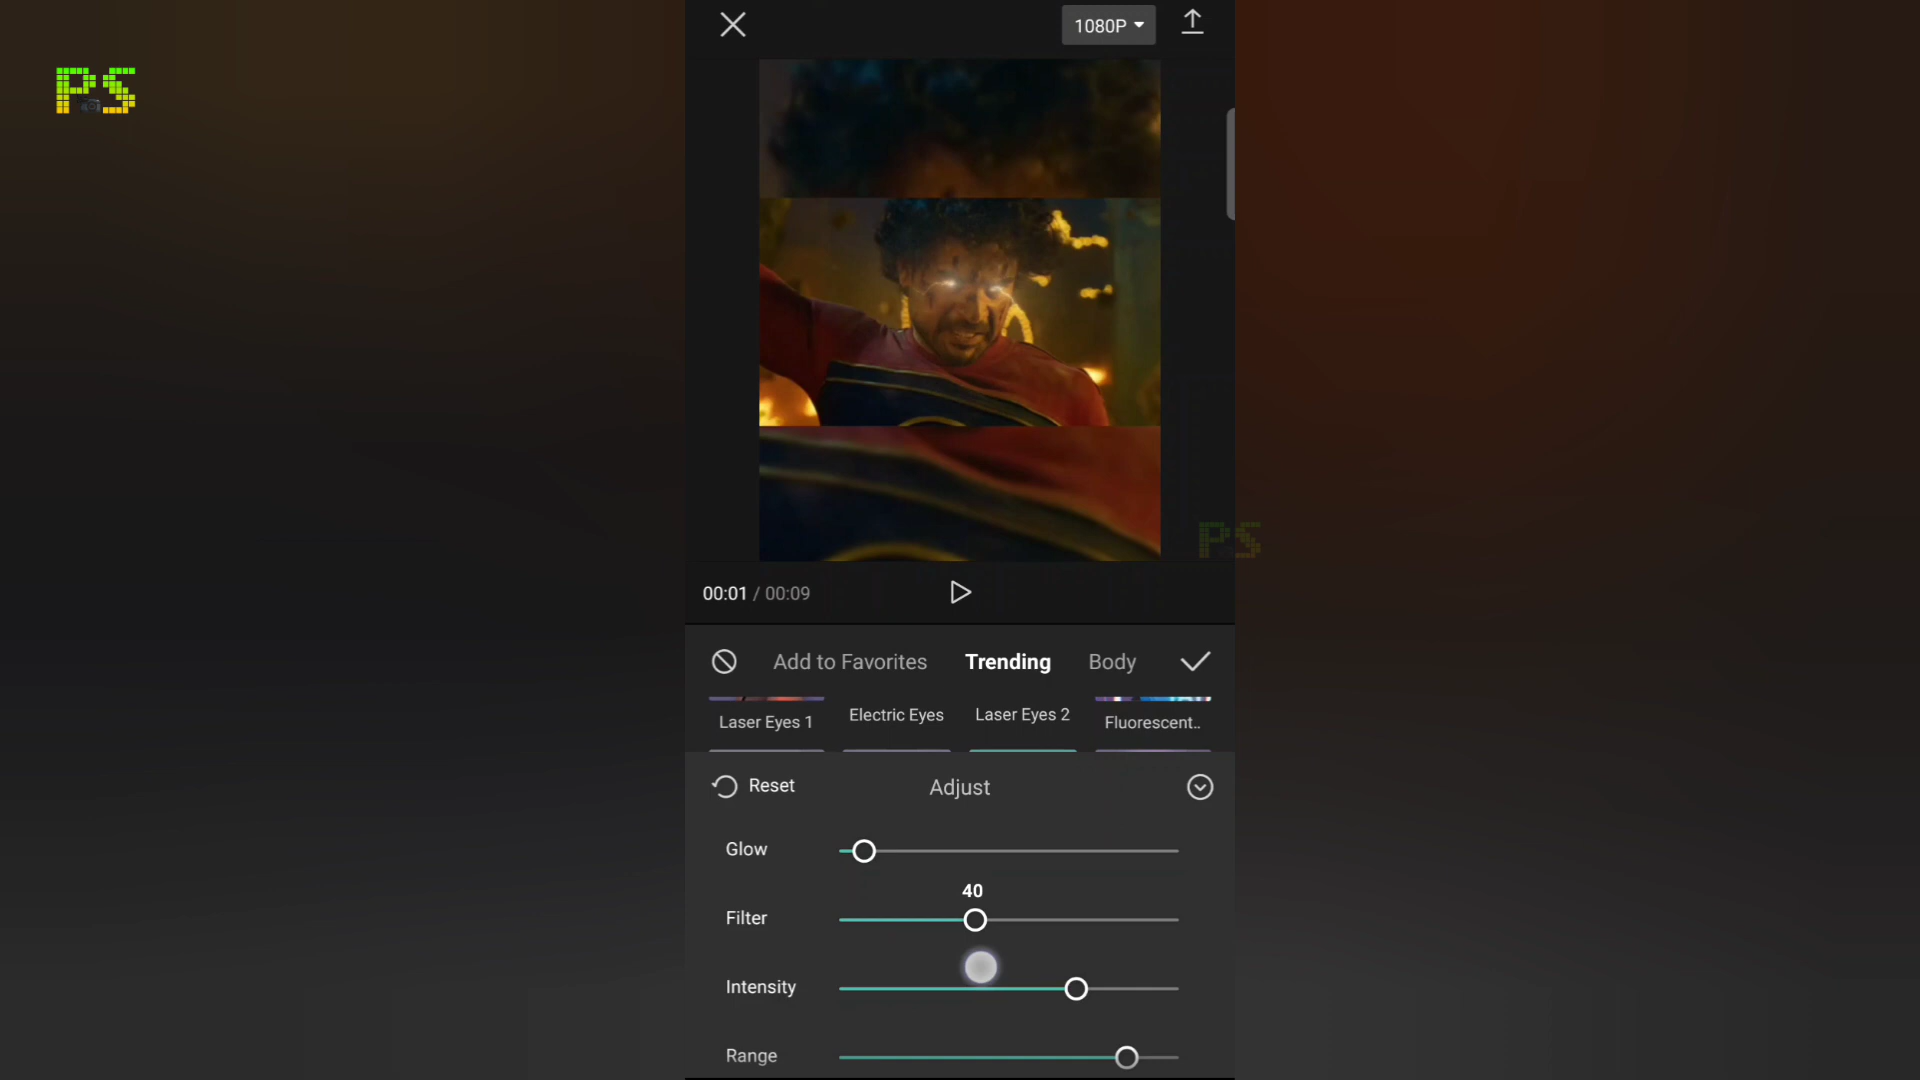 PS
1080P
PS
00:01 / 00:09
Add to Favorites Trending Body
Laser Eyes 1 Electric Eyes Laser Eyes 2 Fluorescent..
Reset Adjust
Glow
40
Filter
Intensity
Range